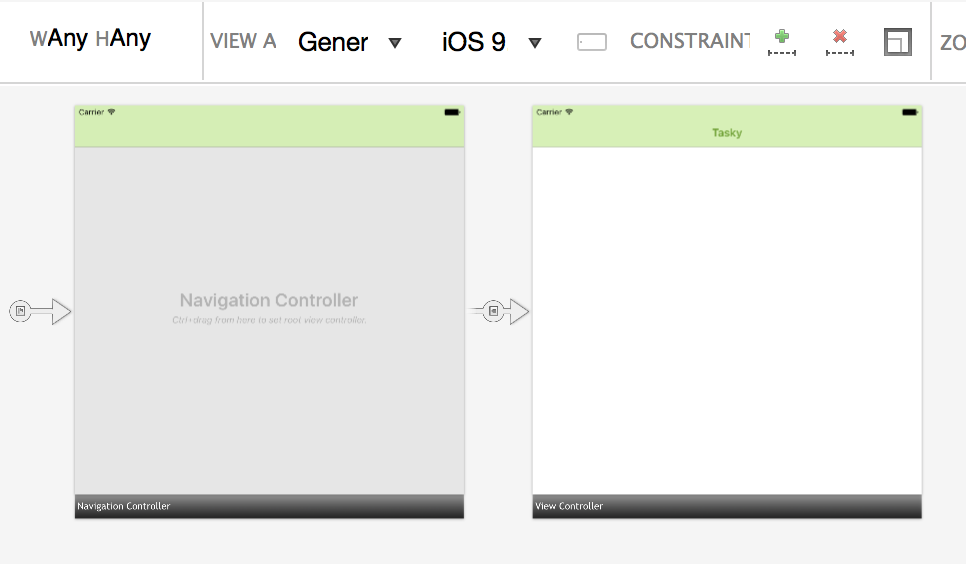 wAny hAny VIEW A Gener iOS 9 CONSTRAINT ZO
Carrier
Carrier
Tasky
Navigation Controller
Ctrl+drag from here to set root view controller.
Navigation Controller
View Controller